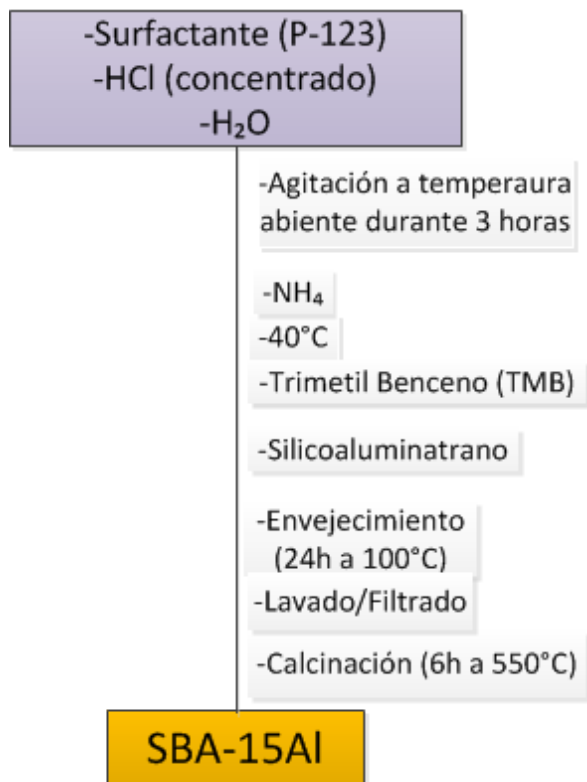 -Surfactante (P-123)
-HCl (concentrado)
-H₂O
-Agitación a temperaura
abiente durante 3 horas
-NH₄
-40°C
-Trimetil Benceno (TMB)
-Silicoaluminatrano
-Envejecimiento
(24h a 100°C)
-Lavado/Filtrado
-Calcinación (6h a 550°C)
SBA-15Al